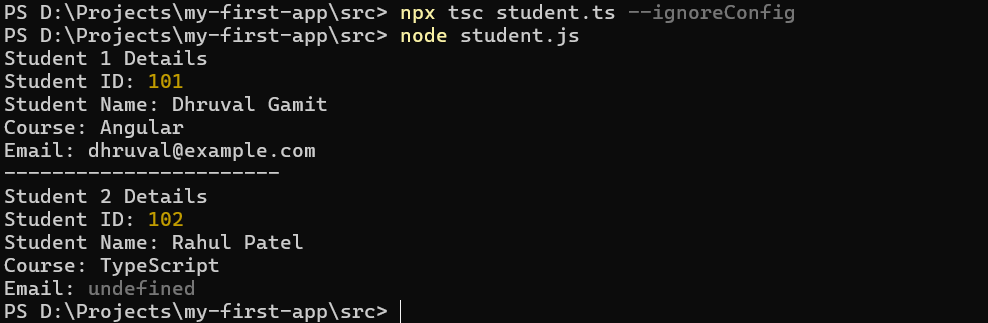 PS D:\Projects\my-first-app\src> npx tsc student.ts --ignoreConfig
PS D:\Projects\my-first-app\src> node student.js
Student 1 Details
Student ID: 101
Student Name: Dhruval Gamit
Course: Angular
Email: dhruval@example.com
-----------------------
Student 2 Details
Student ID: 102
Student Name: Rahul Patel
Course: TypeScript
Email: undefined
PS D:\Projects\my-first-app\src>